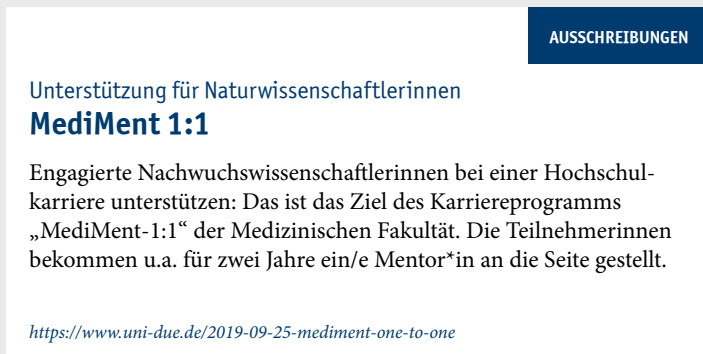 AUSSCHREIBUNGEN
Unterstützung für Naturwissenschaftlerinnen
MediMent 1:1
Engagierte Nachwuchswissenschaftlerinnen bei einer Hochschul-
karriere unterstützen: Das ist das Ziel des Karriereprogramms
„MediMent-1:1“ der Medizinischen Fakultät. Die Teilnehmerinnen
bekommen u.a. für zwei Jahre ein/e Mentor*in an die Seite gestellt.
https://www.uni-due.de/2019-09-25-mediment-one-to-one